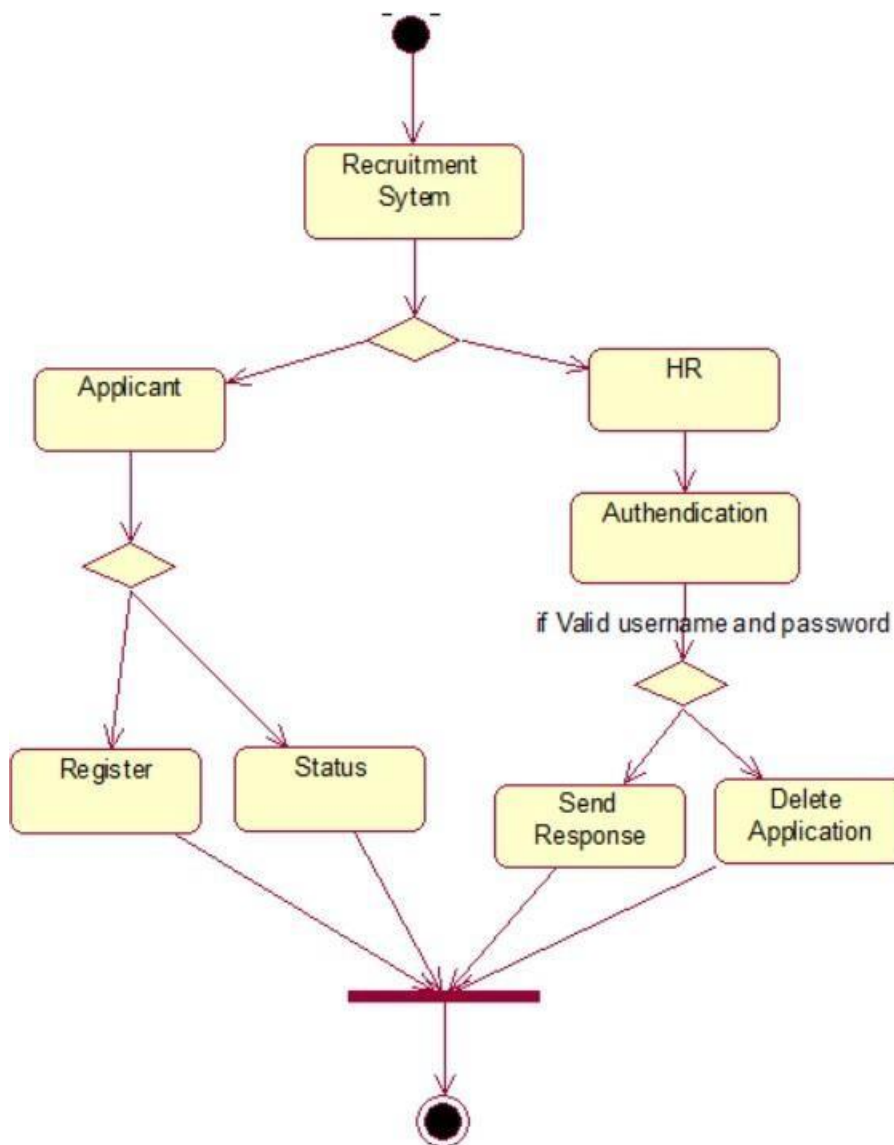 Recruitment
Sytem
Applicant
HR
Authendication
if Valid username and password
Register
Status
Send
Response
Delete
Application